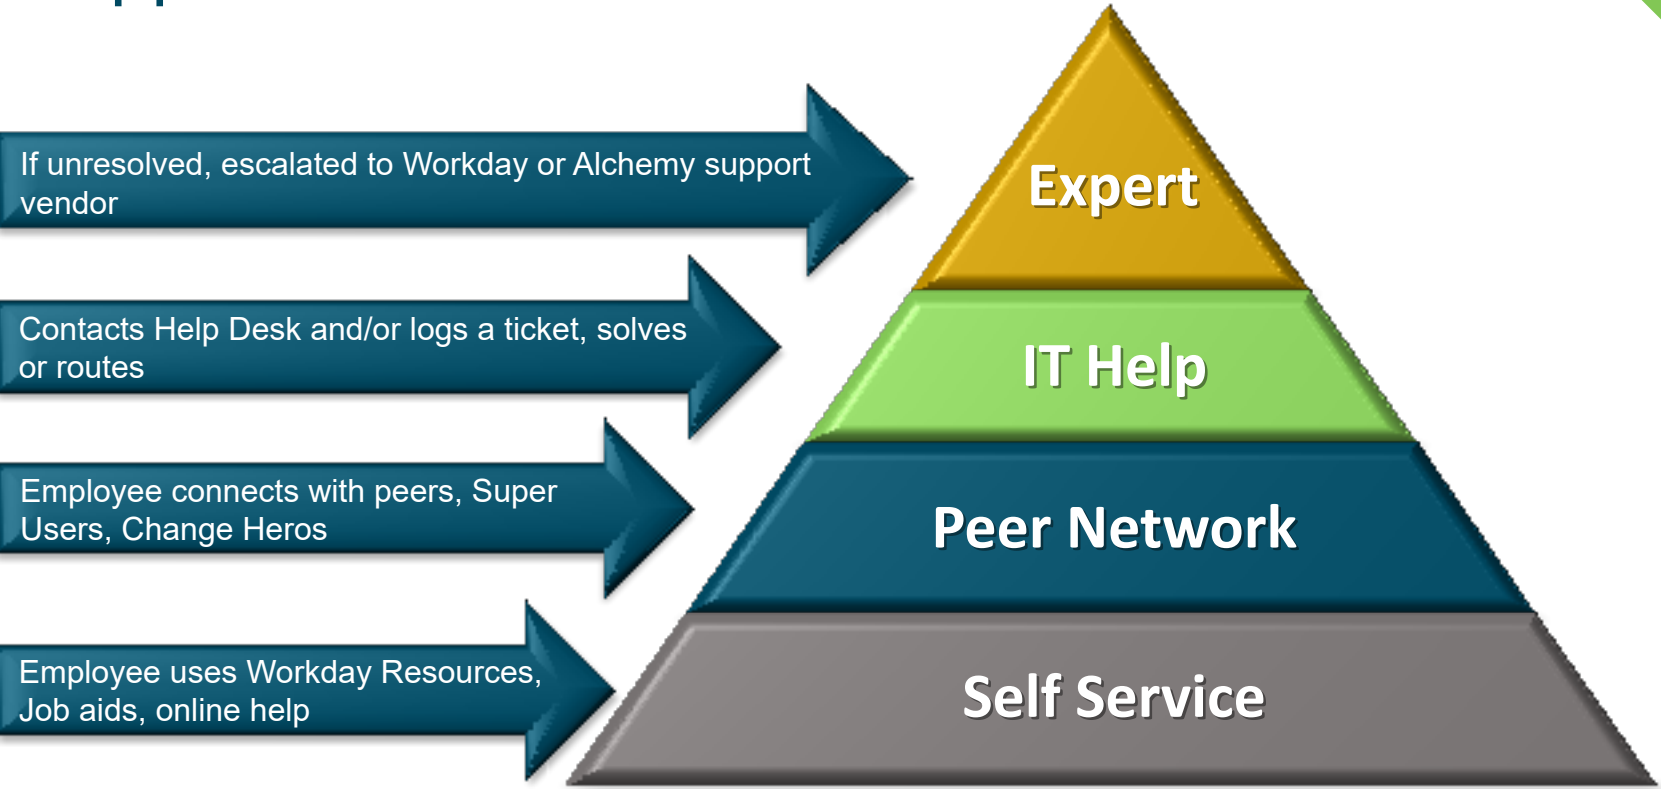 If unresolved, escalated to Workday or Alchemy support
vendor
Expert
Contacts Help Desk and/or logs a ticket, solves
or routes
IT Help
Employee connects with peers, Super
Users, Change Heros
Peer Network
Employee uses Workday Resources,
Job aids, online help
Self Service